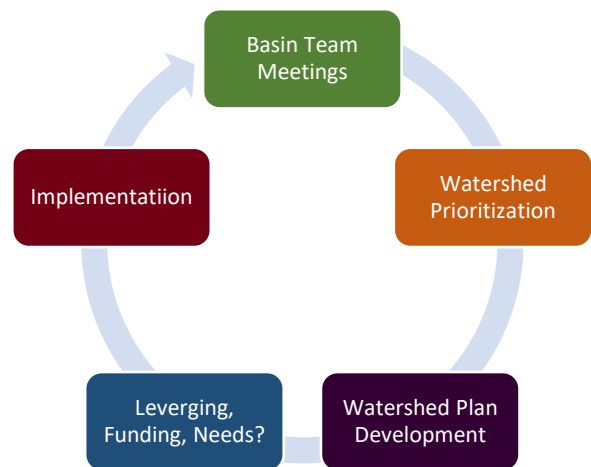 Basin Team
Meetings
Watershed
Prioritization
Watershed Plan
Development
Leverging,
Funding, Needs?
Implementatiion